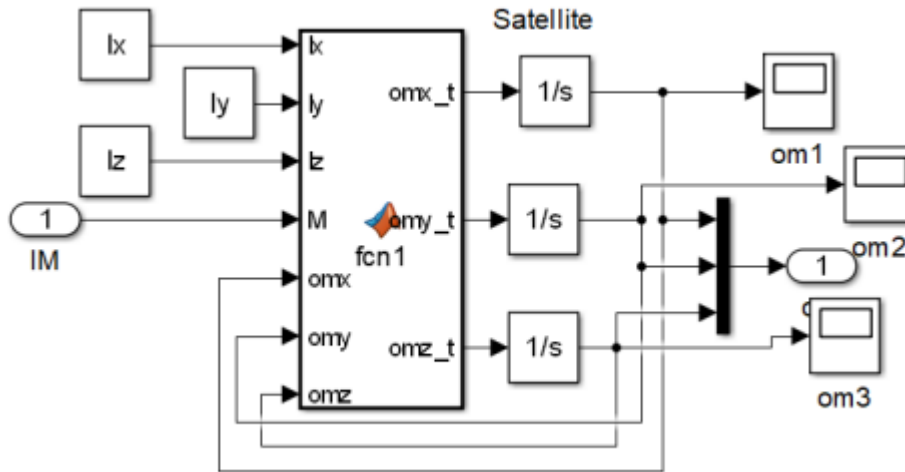 Satellite
Ix
Iy
Iz
1
IM
Ix
Iy
Iz
M
omx
omy
omz
fcn1
omx_t
omy_t
omz_t
1/s
1/s
1/s
om1
om2
1
om3